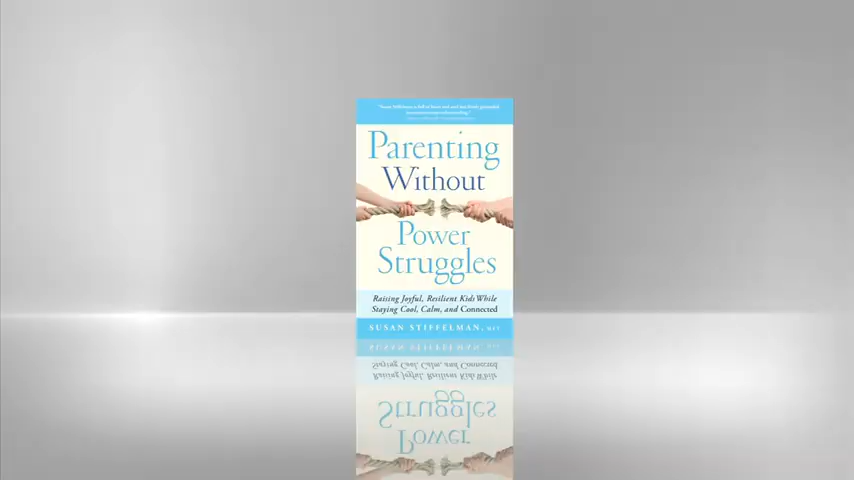 Parenting
Without
Power
Struggles
Raising Joyful, Resilient Kids While
Staying Cool, Calm, and Connected
SUSAN STIFFELMAN, MFT